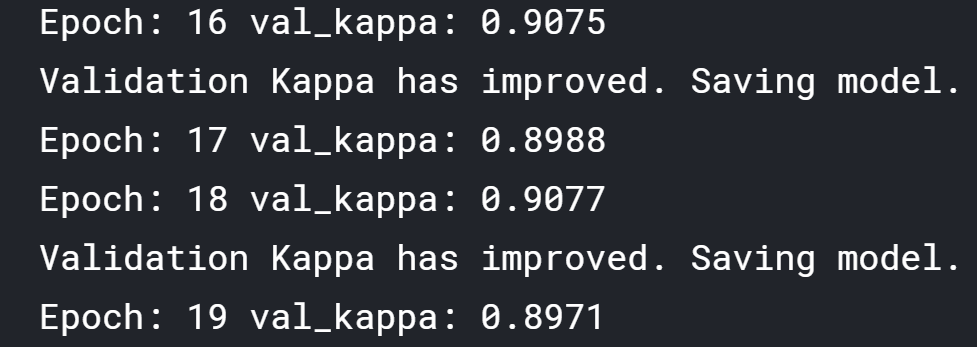 Epoch: 16 val_kappa: 0.9075
Validation Kappa has improved. Saving model.
Epoch: 17 val_kappa: 0.8988
Epoch: 18 val_kappa: 0.9077
Validation Kappa has improved. Saving model.
Epoch: 19 val_kappa: 0.8971